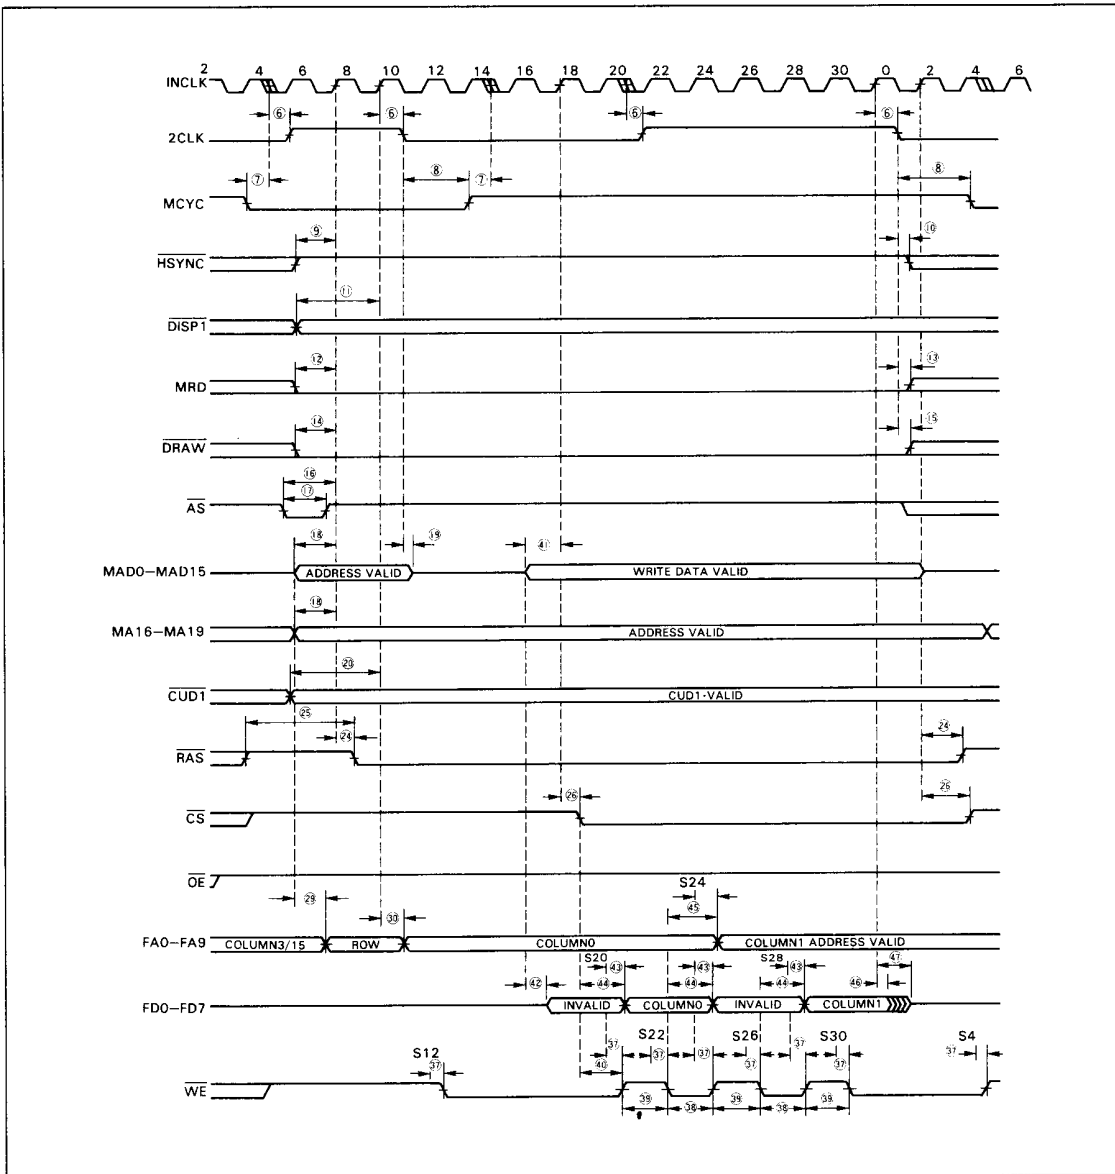 2 4 6 8 10 12 14 16 18 20 22 24 26 28 30 0 2 4 6
INCLK
⑥ ⑥ ⑥ ⑥
2CLK
⑦ ⑧ ⑦ ⑧
MCYC
⑨ ⑩
HSYNC
⑪
DISP1
⑫ ⑬
MRD
⑭ ⑮
DRAW
⑯
⑰
AS
⑱ ⑲ ㊶
MAD0–MAD15 ADDRESS VALID WRITE DATA VALID
⑱
MA16–MA19 ADDRESS VALID
⑳
CUD1 CUD1·VALID
㉕
㉔ ㉔
RAS
㉖ ㉖
CS
OE
S24
㉙ ㉚ ㊺
FA0–FA9 COLUMN3/15 ROW COLUMN0 COLUMN1 ADDRESS VALID
S20 ㊸ ㊸ S28 ㊸ ㊼
㊷ ㊹ ㊹ ㊹ ㊻
FD0–FD7 INVALID COLUMN0 INVALID COLUMN1
S12 ㊲ S22 S26 S30 S4
㊲ ㊵ ㊲ ㊲ ㊲ ㊲ ㊲ ㊲
WE
㊴ ㊳ ㊴ ㊳ ㊴